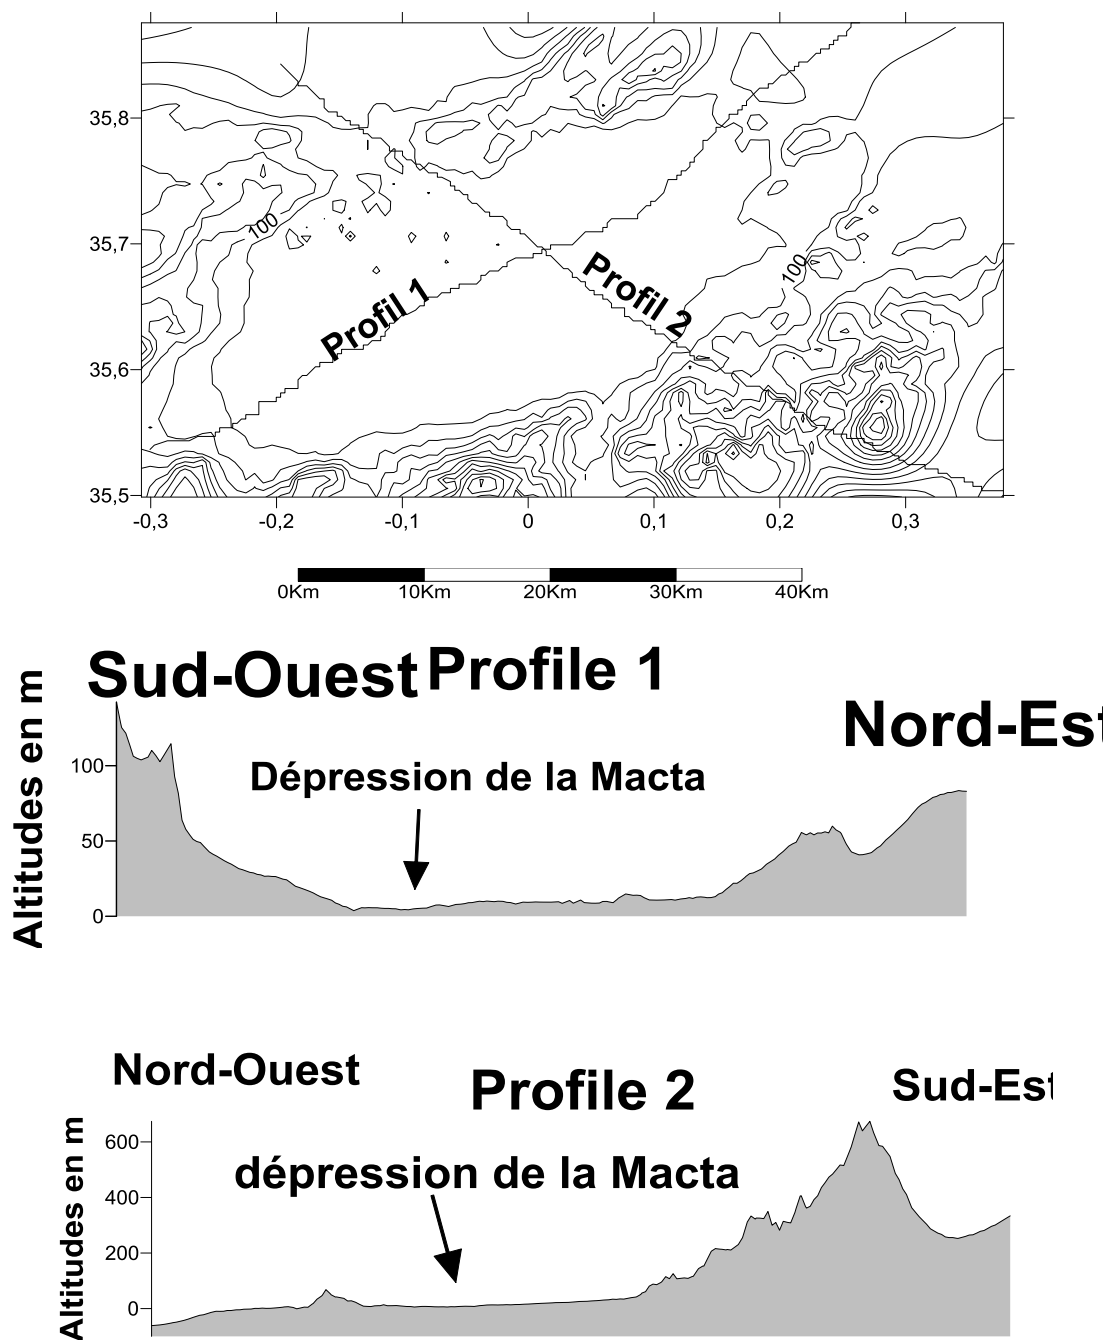 35,8
100
35,7
100
Profil 1
Profil 2
35,6
35,5
-0,3 -0,2 -0,1 0 0,1 0,2 0,3
0Km 10Km 20Km 30Km 40Km
Sud-Ouest Profile 1
Nord-Est
Altitudes en m
100
Dépression de la Macta
50
0
Nord-Ouest
Profile 2
Sud-Est
Altitudes en m
600
dépression de la Macta
400
200
0